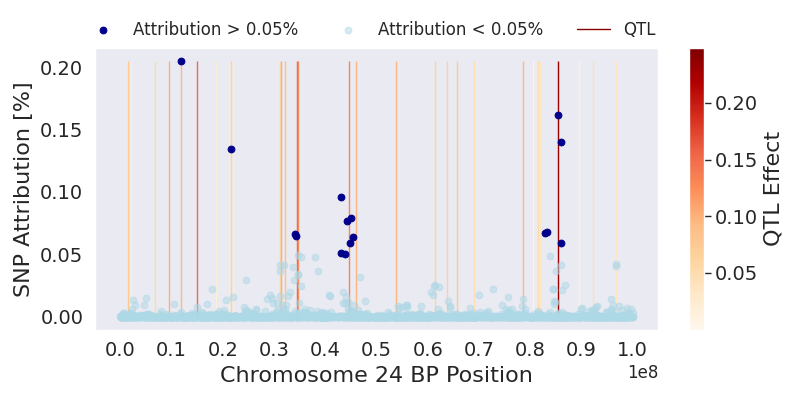 Attribution > 0.05% Attribution < 0.05% QTL
SNP Attribution [%]
0.20
0.15
0.10
0.05
0.00
0.0 0.1 0.2 0.3 0.4 0.5 0.6 0.7 0.8 0.9 1.0
1e8
Chromosome 24 BP Position
0.20
0.15
0.10
0.05
QTL Effect